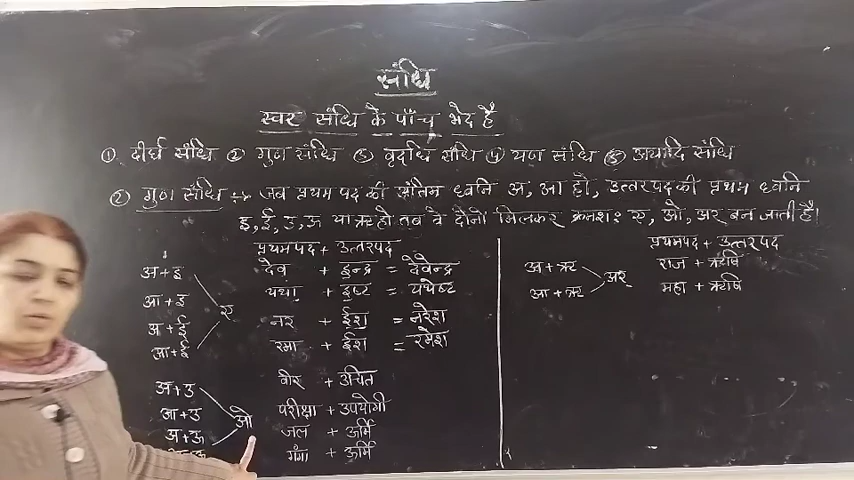 संधि
स्वर संधि के पाँच भेद है
① दीर्घ संधि ② गुण संधि ③ वृदधि संधि ④ यण संधि ⑤ अयादि संधि
② गुण संधि :-> जब प्रथम पद की अंतिम ध्वनि अ, आ हो, उत्तरपद की प्रथम ध्वनि
इ, ई, उ, ऊ या ऋ हो तब वे दोनों मिलकर क्रमश: ए, ओ, अर बन जाती है।
प्रथमपद + उत्तरपद
अ+इ
आ+इ
अ+ई
आ+ई
ए
देव + इन्द्र = देवेन्द्र
यथा + इष्ट = यथेष्ट
नर + ईश = नरेश
रमा + ईश = रमेश
अ+उ
आ+उ
अ+ऊ
ओ
वीर + उचित
परीक्षा + उपयोगी
जल + ऊर्मि
गँगा + ऊर्मि
प्रथमपद + उत्तरपद
अ+ऋ
आ+ऋ
अर
राज + ऋषि
महा + ऋषि